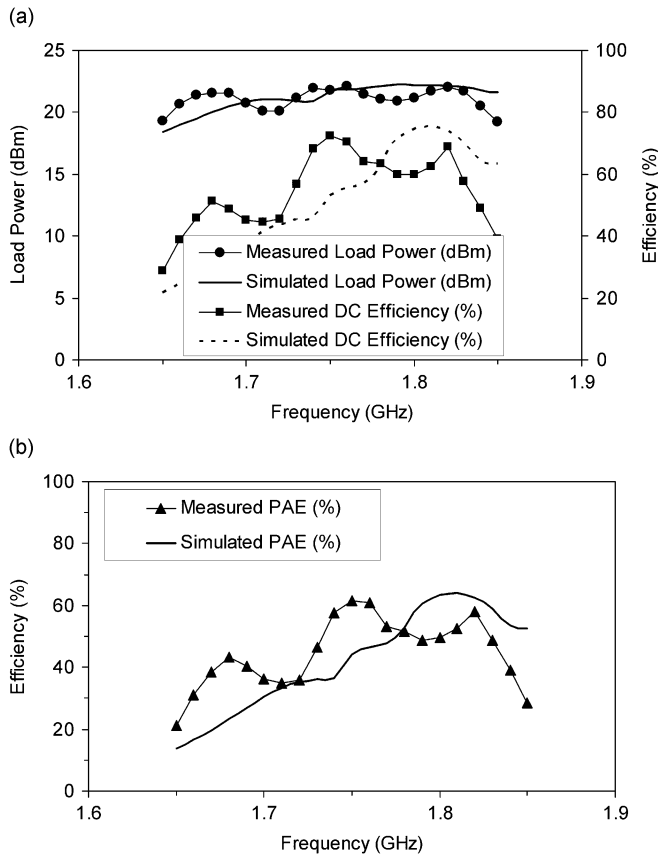 (a)
25
20
15
10
5
0
Load Power (dBm)
100
80
60
40
20
0
Efficiency (%)
Measured Load Power (dBm)
Simulated Load Power (dBm)
Measured DC Efficiency (%)
Simulated DC Efficiency (%)
1.6 1.7 1.8 1.9
Frequency (GHz)
(b)
100
80
60
40
20
0
Efficiency (%)
Measured PAE (%)
Simulated PAE (%)
1.6 1.7 1.8 1.9
Frequency (GHz)